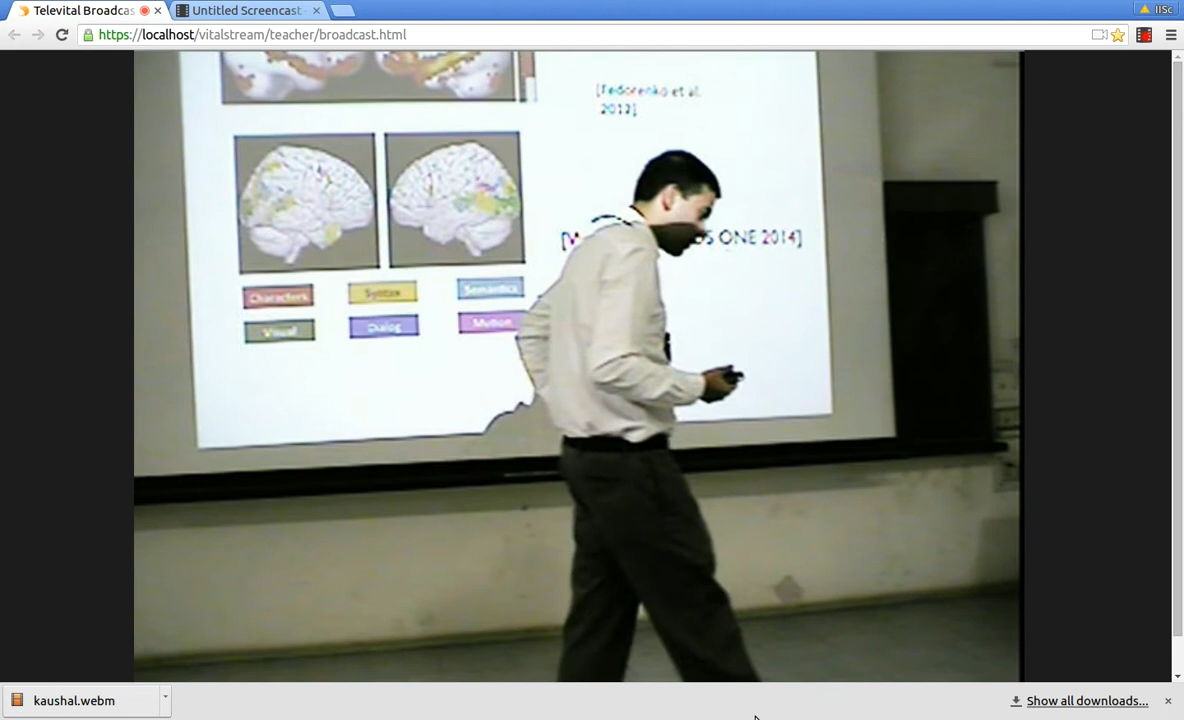 Televital Broadcas
Untitled Screencast -
IISc
https://localhost/vitalstream/teacher/broadcast.html
[Fedorenko et al.
2012]
OS ONE 2014]
Characters
Syntax
Semantics
Visual
Dialog
Motion
kaushal.webm
Show all downloads...